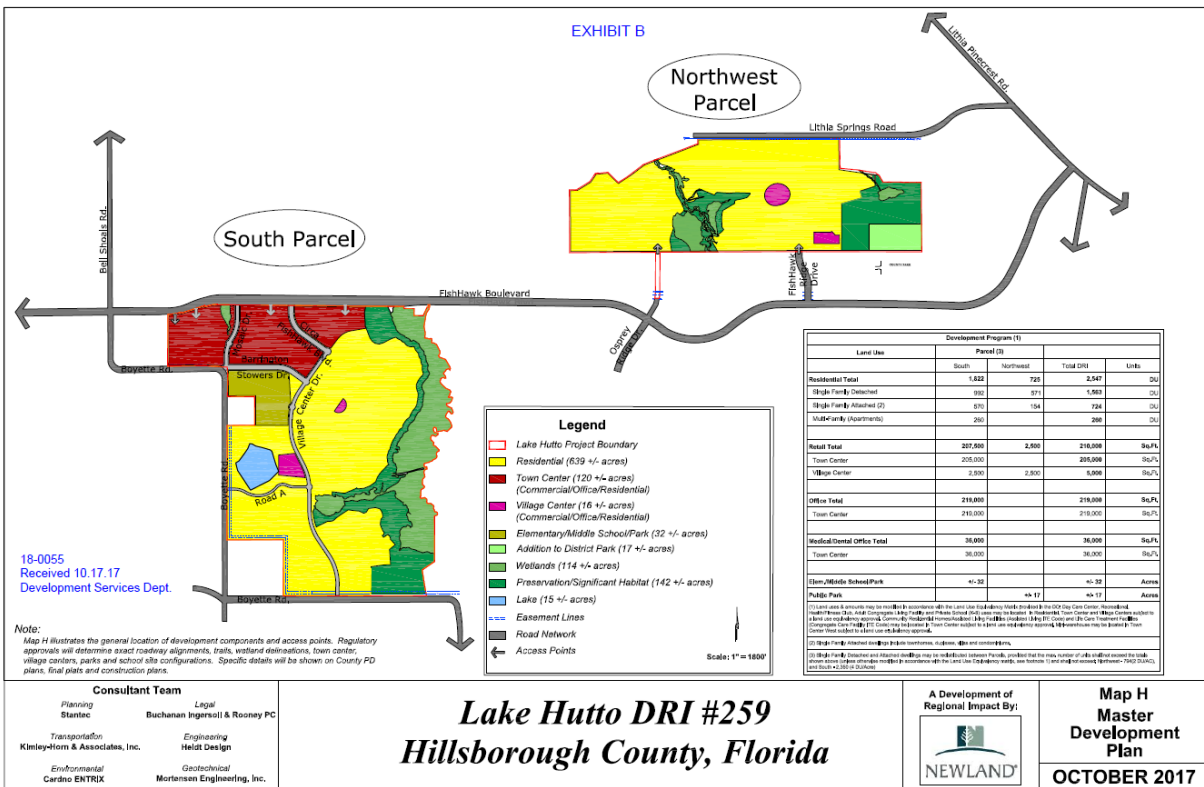 EXHIBIT B
Northwest
Parcel
Lithia Pinecrest Rd.
Lithia Springs Road
Bell Shoals Rd.
South Parcel
FishHawk Boulevard
FishHawk
Ridge
Drive
Osprey
Ridge Dr.
Mosaic Dr.
FishHawk Blvd.
Bardington
Boyette Rd.
Stowers Dr.
Village Center Dr.
Boyette Rd.
Road A
Boyette Rd.
18-0055
Received 10.17.17
Development Services Dept.
Legend
Lake Hutto Project Boundary
Residential (639 +/- acres)
Town Center (120 +/- acres)
(Commercial/Office/Residential)
Village Center (16 +/- acres)
(Commercial/Office/Residential)
Elementary/Middle School/Park (32 +/- acres)
Addition to District Park (17 +/- acres)
Wetlands (114 +/- acres)
Preservation/Significant Habitat (142 +/- acres)
Lake (15 +/- acres)
Easement Lines
Road Network
Access Points
Scale: 1" = 1800'
Development Program (1)
Land Use Parcel (3)
South Northwest Total DRI Units
Residential Total 1,822 725 2,547 DU
Single Family Detached 992 571 1,563 DU
Single Family Attached (2) 570 154 724 DU
Multi-Family (Apartments) 260 260 DU
Retail Total 207,500 2,500 210,000 Sq.Ft.
Town Center 205,000 205,000 Sq.Ft.
Village Center 2,500 2,500 5,000 Sq.Ft.
Office Total 219,000 219,000 Sq.Ft.
Town Center 219,000 219,000 Sq.Ft.
Medical/Dental Office Total 36,000 36,000 Sq.Ft.
Town Center 36,000 36,000 Sq.Ft.
Elem./Middle School/Park +/- 32 +/- 32 Acres
Public Park +/- 17 +/- 17 Acres
(2) Single Family Attached dwellings include townhomes, duplexes, villas and condominiums.
Note:
Map H illustrates the general location of development components and access points. Regulatory
approvals will determine exact roadway alignments, trails, wetland delineations, town center,
village centers, parks and school site configurations. Specific details will be shown on County PD
plans, final plats and construction plans.
Consultant Team
Planning
Stantec
Legal
Buchanan Ingersoll & Rooney PC
Transportation
Kimley-Horn & Associates, Inc.
Engineering
Heidt Design
Environmental
Cardno ENTRIX
Geotechnical
Mortensen Engineering, Inc.
Lake Hutto DRI #259
Hillsborough County, Florida
A Development of
Regional Impact By:
NEWLAND
Map H
Master
Development
Plan
OCTOBER 2017